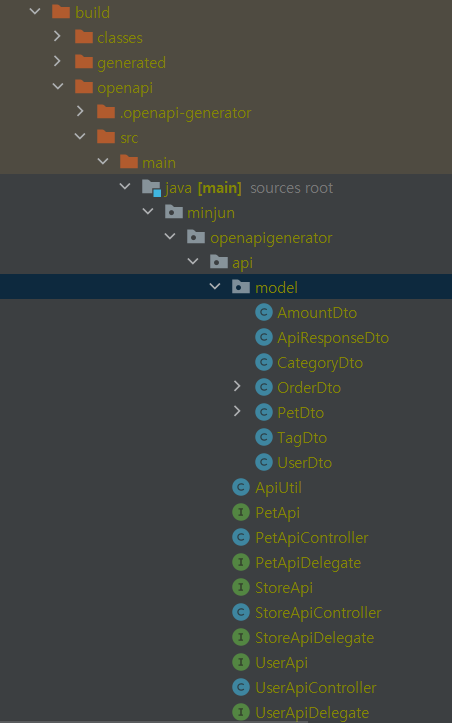 build
classes
generated
openapi
.openapi-generator
src
main
java [main] sources root
minjun
openapigenerator
api
model
AmountDto
ApiResponseDto
CategoryDto
OrderDto
PetDto
TagDto
UserDto
ApiUtil
PetApi
PetApiController
PetApiDelegate
StoreApi
StoreApiController
StoreApiDelegate
UserApi
UserApiController
UserApiDelegate